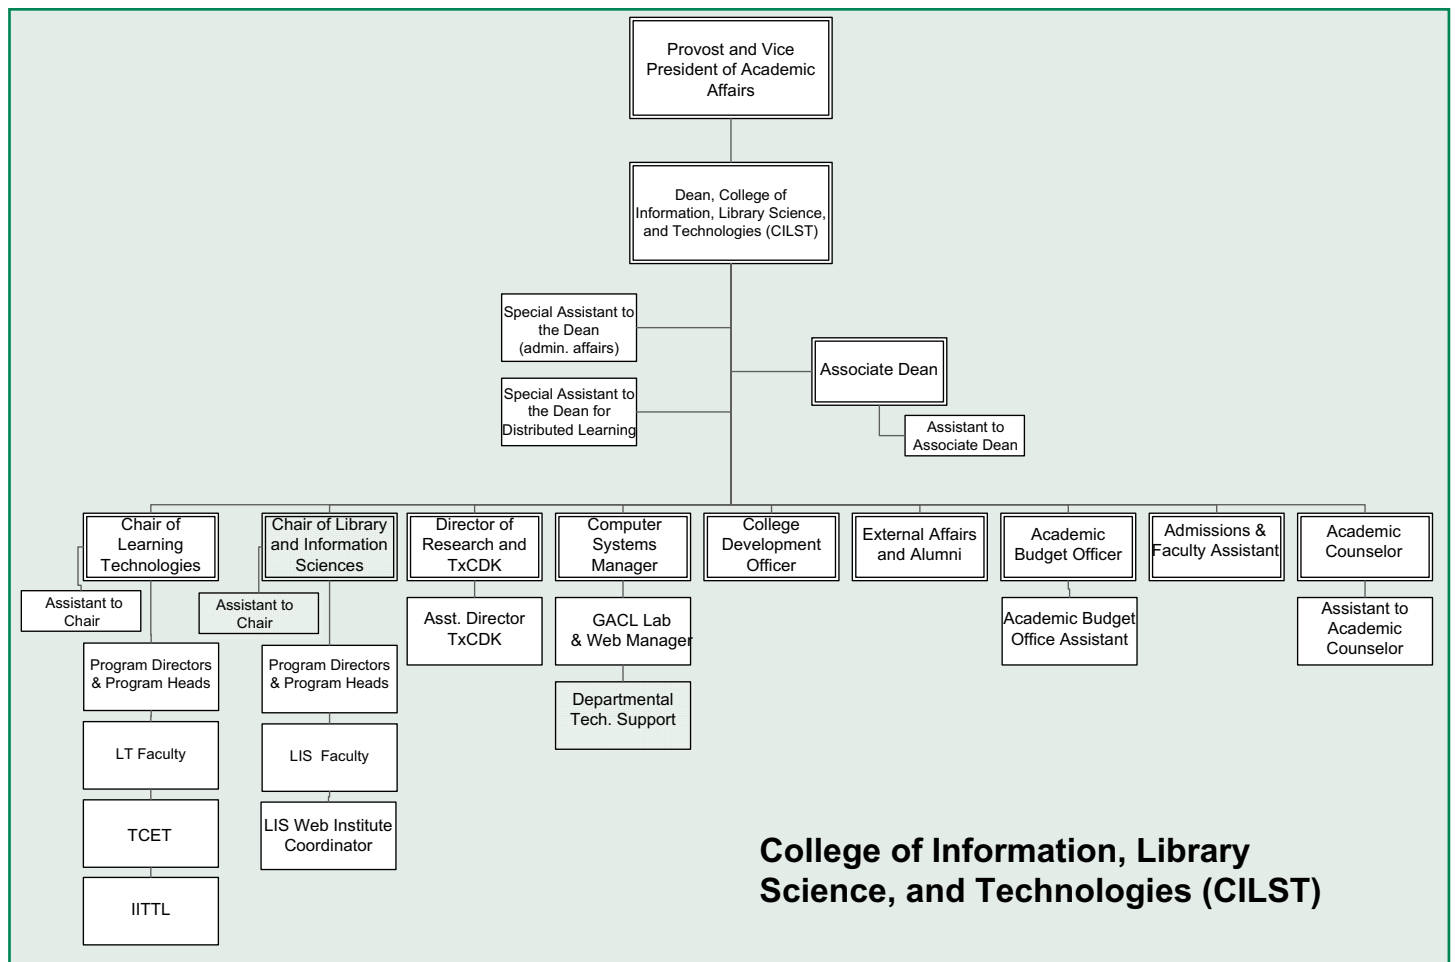 Provost and Vice
President of Academic
Affairs
Dean, College of
Information, Library Science,
and Technologies (CILST)
Special Assistant to
the Dean
(admin. affairs)
Associate Dean
Special Assistant to
the Dean for
Distributed Learning
Assistant to
Associate Dean
Chair of
Learning
Technologies
Chair of Library
and Information
Sciences
Director of
Research and
TxCDK
Computer
Systems
Manager
College
Development
Officer
External Affairs
and Alumni
Academic
Budget Officer
Admissions &
Faculty Assistant
Academic
Counselor
Assistant to
Chair
Assistant to
Chair
Asst. Director
TxCDK
GACL Lab
& Web Manager
Academic Budget
Office Assistant
Assistant to
Academic
Counselor
Program Directors
& Program Heads
Program Directors
& Program Heads
Departmental
Tech. Support
LT Faculty
LIS Faculty
TCET
LIS Web Institute
Coordinator
IITTL
College of Information, Library
Science, and Technologies (CILST)